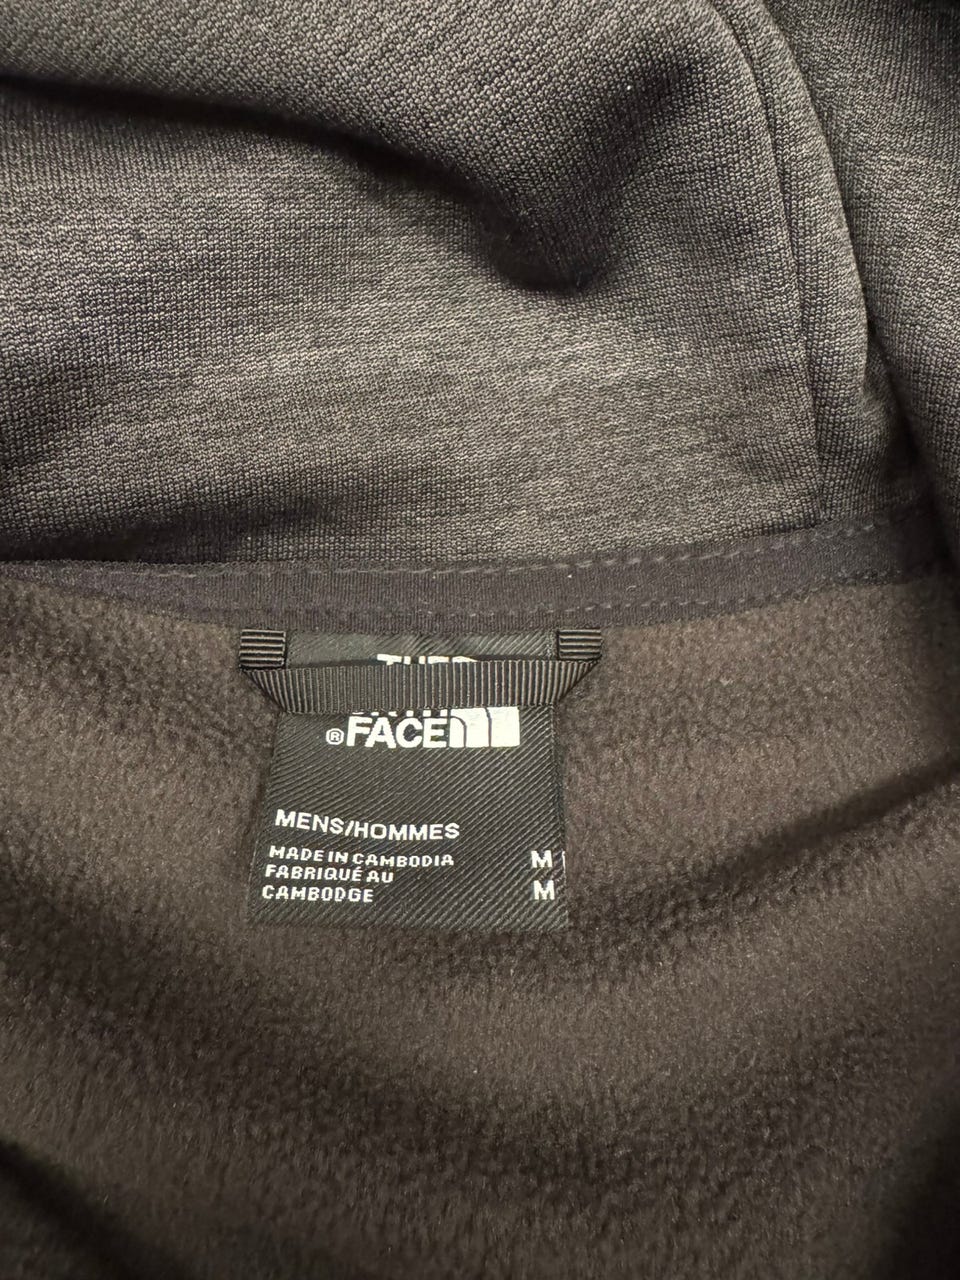 FACE
®
MENS/HOMMES
MADE IN CAMBODIA
FABRIQUÉ AU
CAMBODGE
M
M